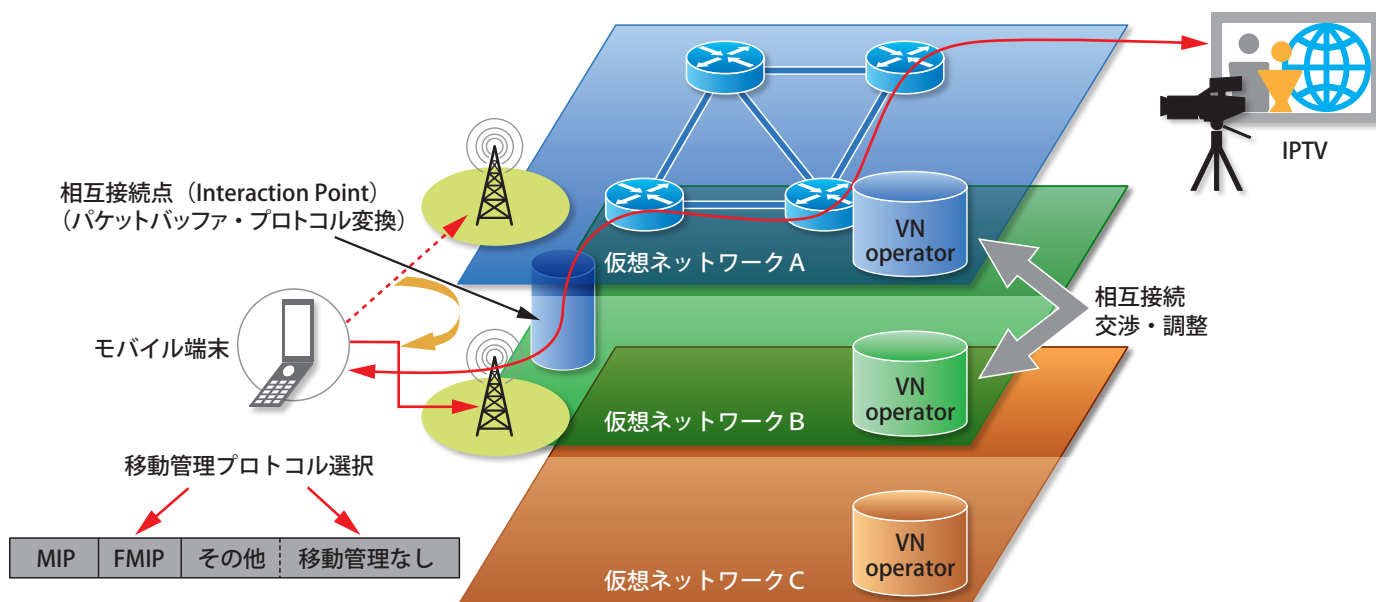 IPTV
相互接続点(Interaction Point)
(パケットバッファ・プロトコル変換)
VN
operator
仮想ネットワークA
相互接続
交渉・調整
モバイル端末
VN
operator
仮想ネットワークB
移動管理プロトコル選択
MIP FMIP その他 移動管理なし
VN
operator
仮想ネットワークC